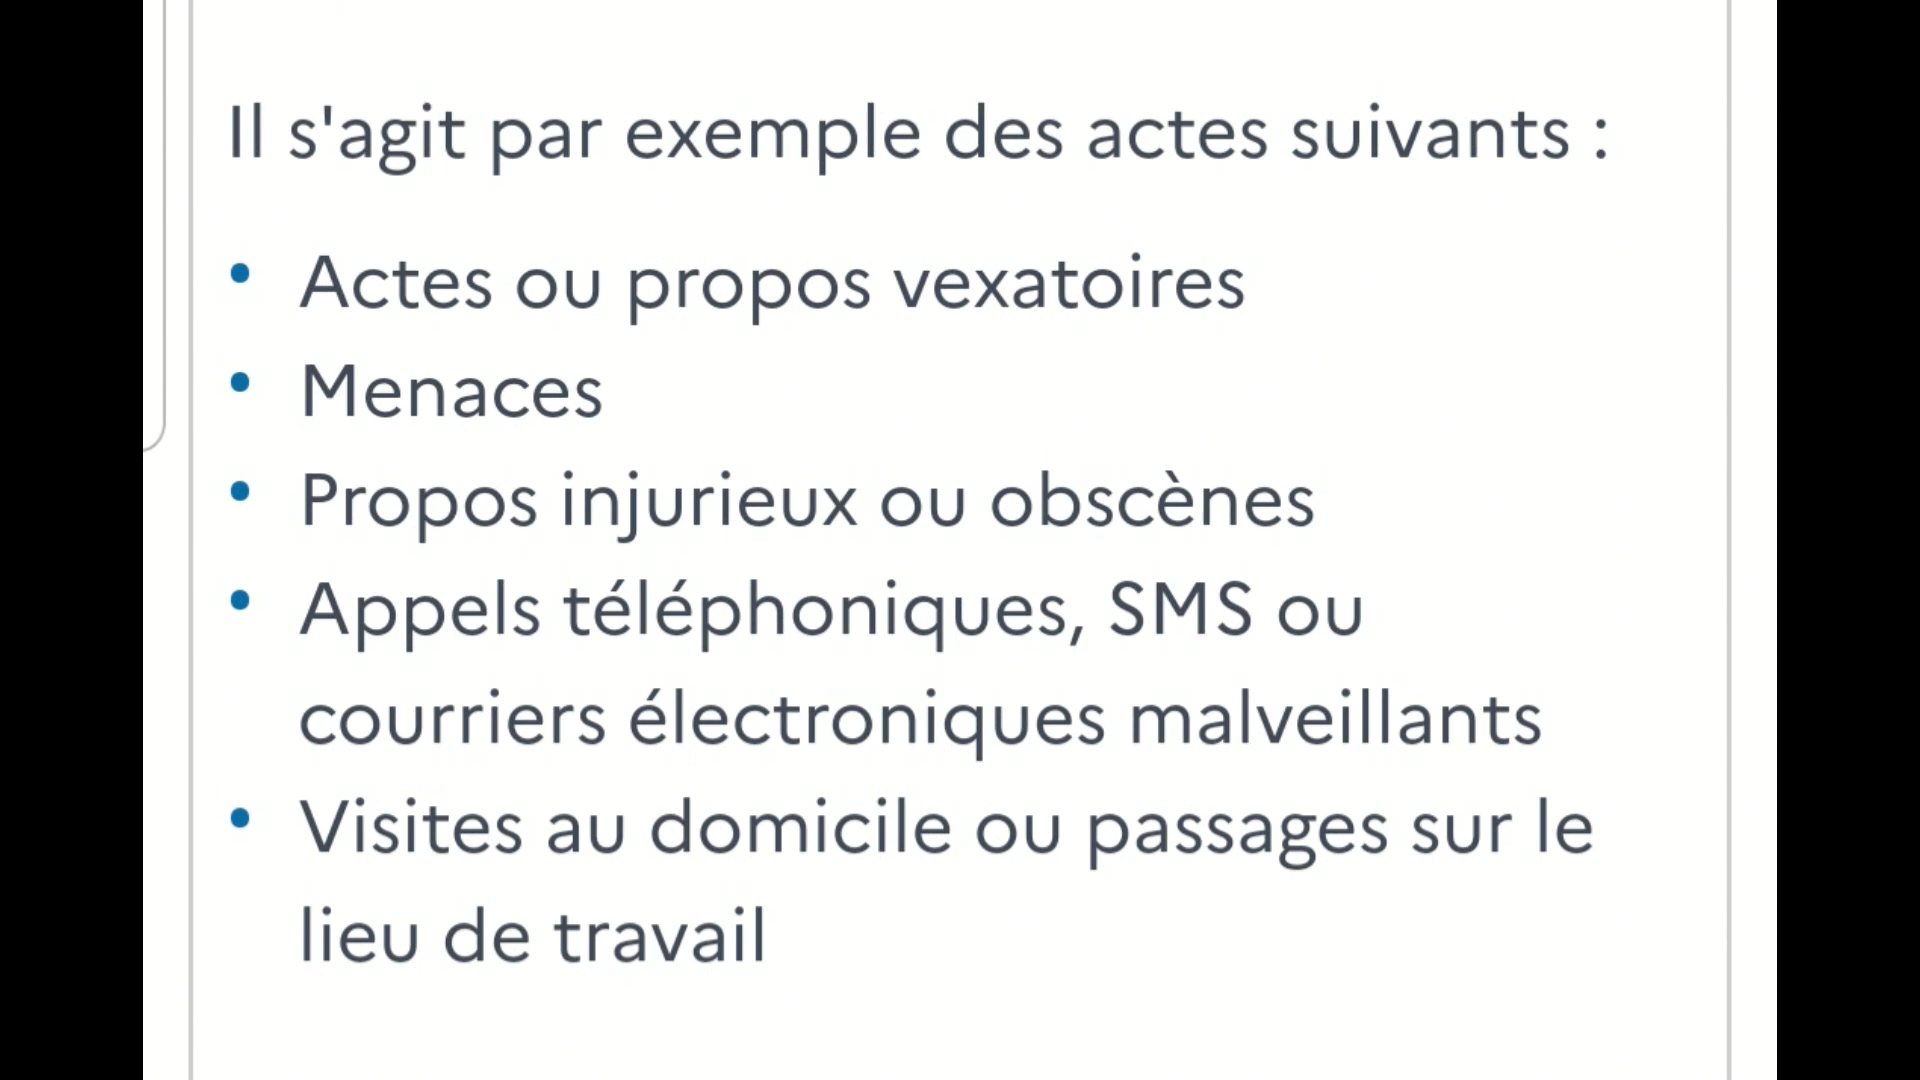 Il s'agit par exemple des actes suivants :
• Actes ou propos vexatoires
• Menaces
• Propos injurieux ou obscènes
• Appels téléphoniques, SMS ou
courriers électroniques malveillants
• Visites au domicile ou passages sur le
lieu de travail